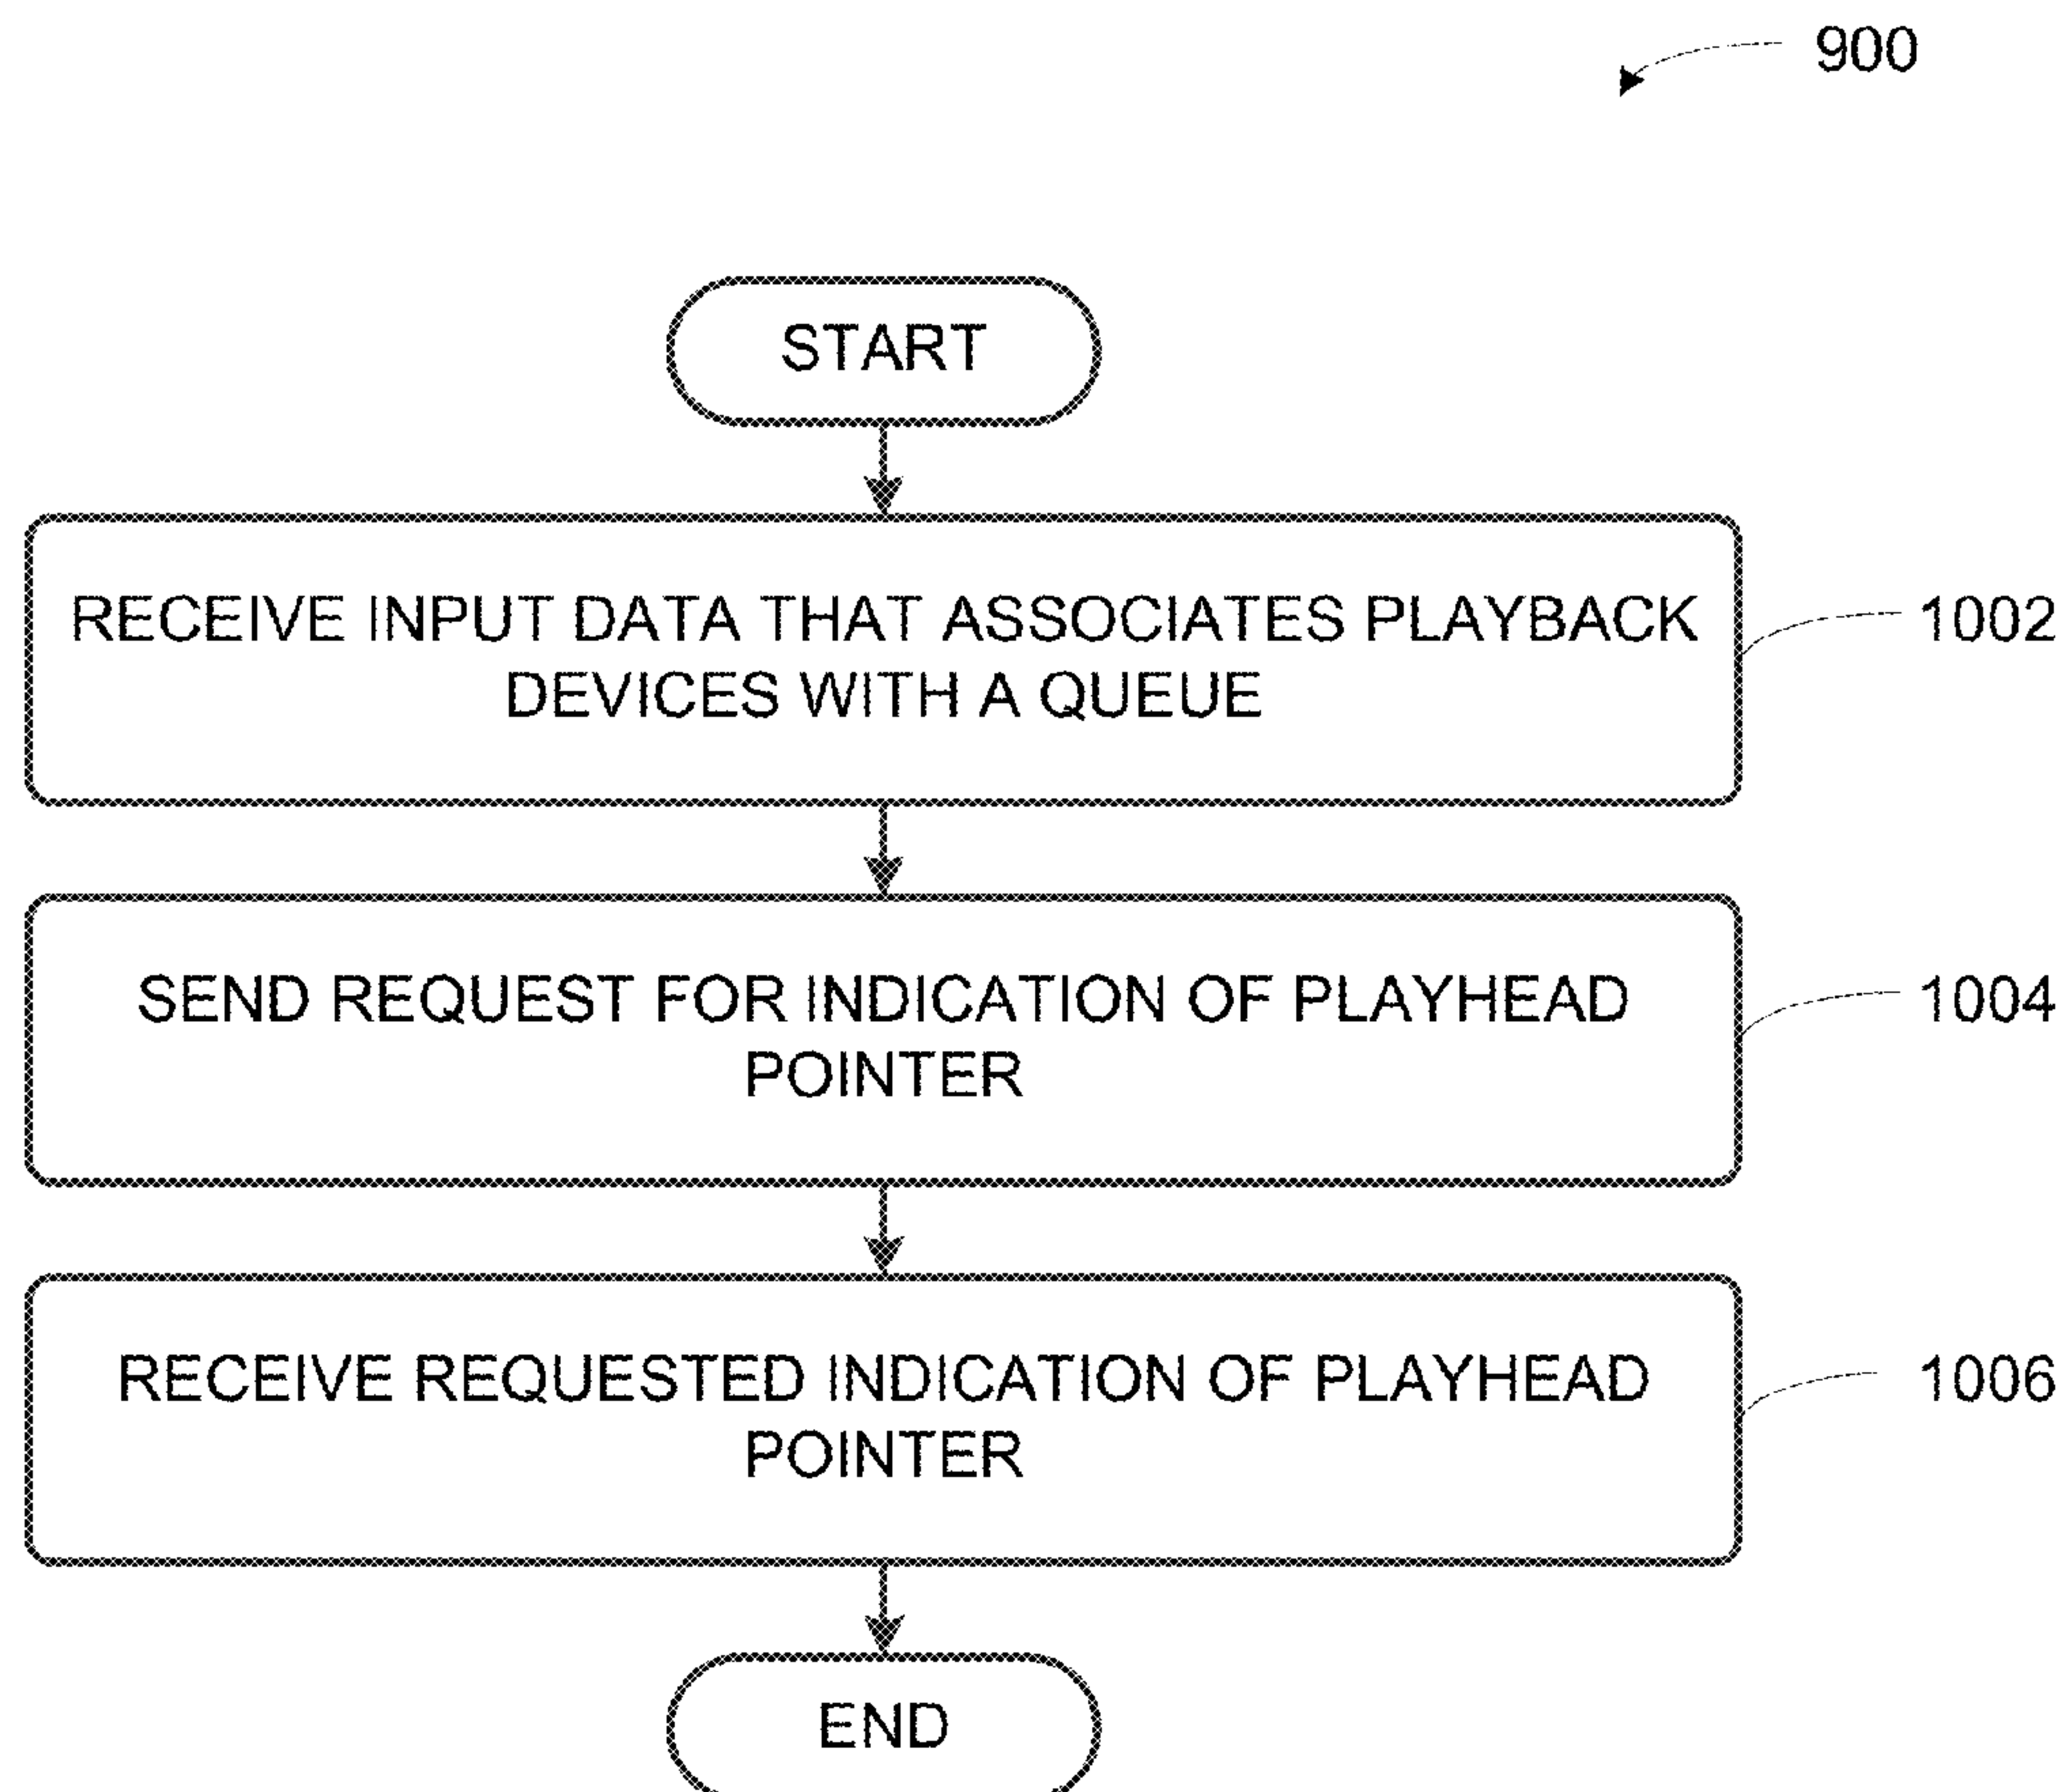 900
START
RECEIVE INPUT DATA THAT ASSOCIATES PLAYBACK
DEVICES WITH A QUEUE
1002
SEND REQUEST FOR INDICATION OF PLAYHEAD
POINTER
1004
RECEIVE REQUESTED INDICATION OF PLAYHEAD
POINTER
1006
END